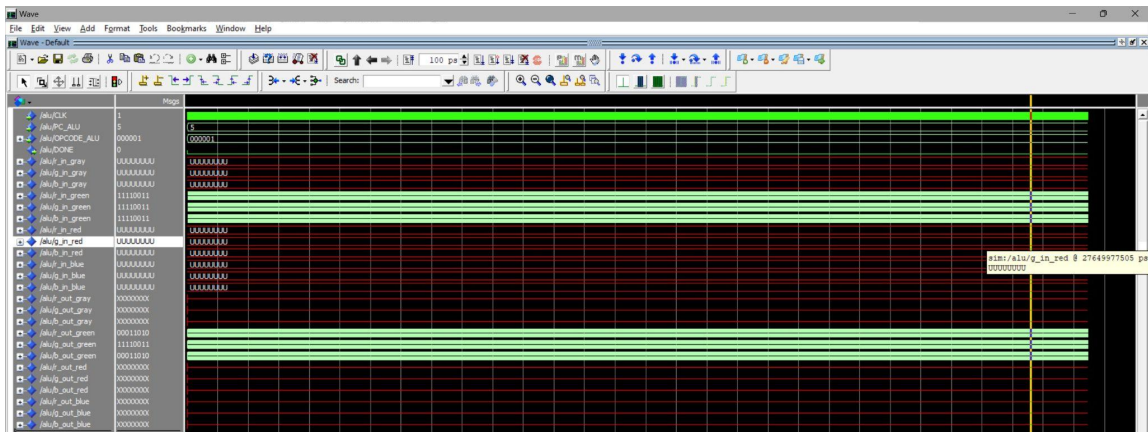 Wave
File Edit View Add Format Tools Bookmarks Window Help
Wave - Default
100 ps
Search:
Msgs
/alu/CLK 1
/alu/PC_ALU 5 5
/alu/OPCODE_ALU 000001 000001
/alu/DONE 0
/alu/r_in_gray UUUUUUUU UUUUUUUU
/alu/g_in_gray UUUUUUUU UUUUUUUU
/alu/b_in_gray UUUUUUUU UUUUUUUU
/alu/r_in_green 11110011
/alu/g_in_green 11110011
/alu/b_in_green 11110011
/alu/r_in_red UUUUUUUU UUUUUUUU
/alu/g_in_red UUUUUUUU UUUUUUUU
/alu/b_in_red UUUUUUUU UUUUUUUU
/alu/r_in_blue UUUUUUUU UUUUUUUU
/alu/g_in_blue UUUUUUUU UUUUUUUU
/alu/b_in_blue UUUUUUUU UUUUUUUU
sim:/alu/g_in_red @ 27649977505 ps
UUUUUUUU
/alu/r_out_gray XXXXXXXX
/alu/g_out_gray XXXXXXXX
/alu/b_out_gray XXXXXXXX
/alu/r_out_green 00011010
/alu/g_out_green 11110011
/alu/b_out_green 00011010
/alu/r_out_red XXXXXXXX
/alu/g_out_red XXXXXXXX
/alu/b_out_red XXXXXXXX
/alu/r_out_blue XXXXXXXX
/alu/g_out_blue XXXXXXXX
/alu/b_out_blue XXXXXXXX